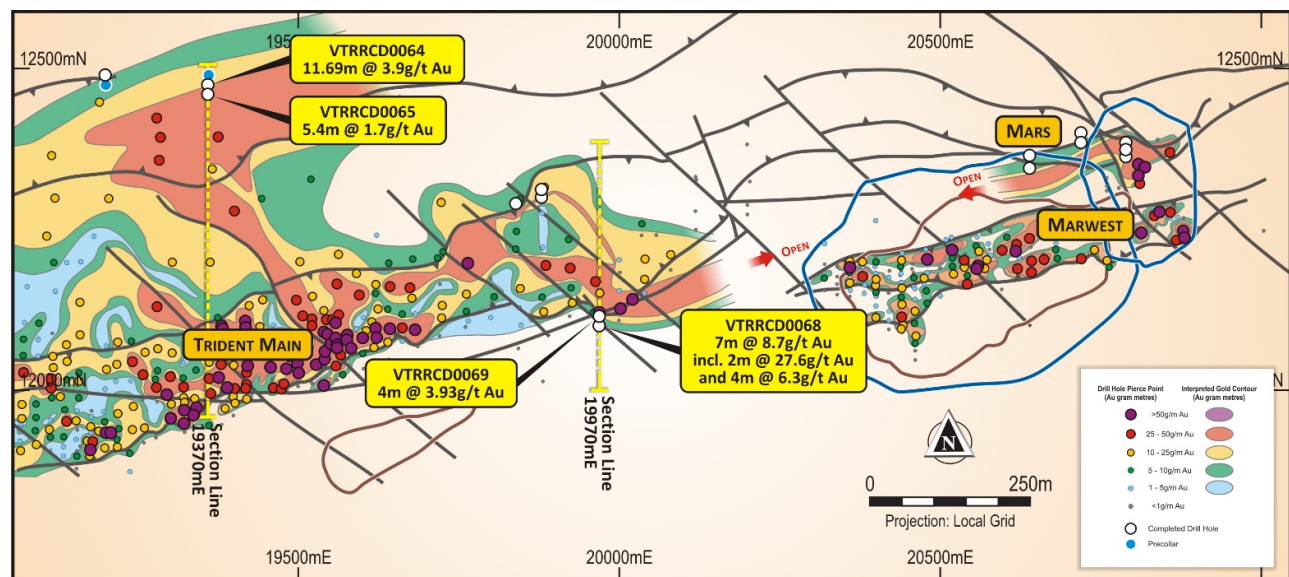 195
20000mE
20500mE
12500mN
12500mN
VTRRCD0064
11.69m @ 3.9g/t Au
VTRRCD0065
5.4m @ 1.7g/t Au
MARS
OPEN
MARWEST
OPEN
TRIDENT MAIN
VTRRCD0068
7m @ 8.7g/t Au
incl. 2m @ 27.6g/t Au
and 4m @ 6.3g/t Au
VTRRCD0069
4m @ 3.93g/t Au
12000mN
Section Line
19370mE
Section Line
19970mE
N
0 250m
Projection: Local Grid
Drill Hole Pierce Point
(Au gram metres)
Interpreted Gold Contour
(Au gram metres)
>50g/m Au
25 - 50g/m Au
10 - 25g/m Au
5 - 10g/m Au
1 - 5g/m Au
<1g/m Au
Completed Drill Hole
Precollar
19500mE
20000mE
20500mE